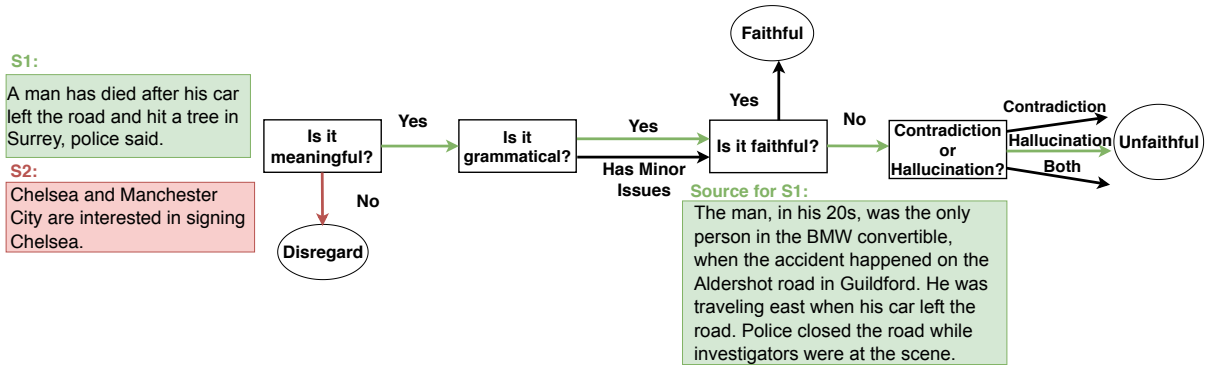 S1:
A man has died after his car
left the road and hit a tree in
Surrey, police said.
S2:
Chelsea and Manchester
City are interested in signing
Chelsea.
Is it
meaningful?
Yes
No
Disregard
Is it
grammatical?
Yes
Has Minor
Issues
Is it faithful?
Yes
Faithful
No
Contradiction
or
Hallucination?
Contradiction
Hallucination
Both
Unfaithful
Source for S1:
The man, in his 20s, was the only
person in the BMW convertible,
when the accident happened on the
Aldershot road in Guildford. He was
traveling east when his car left the
road. Police closed the road while
investigators were at the scene.